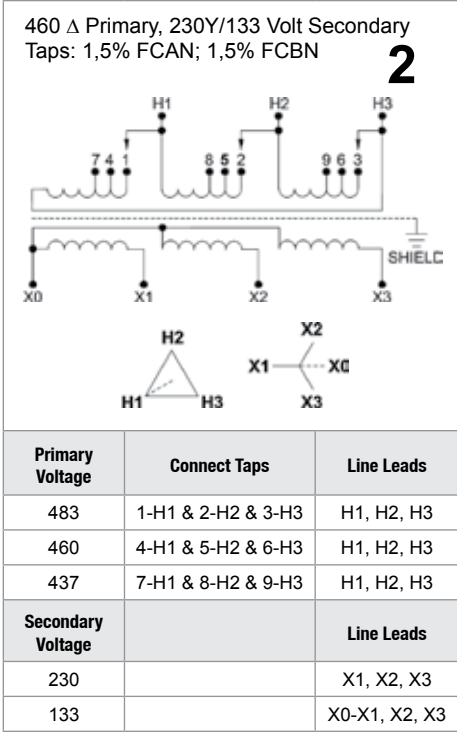 460 Δ Primary, 230Y/133 Volt Secondary
Taps: 1,5% FCAN; 1,5% FCBN
2
H1 H2 H3
7 4 1 8 5 2 9 6 3
SHIELD
X0 X1 X2 X3
H2 X2
X1 X0
H1 H3 X3
Primary Voltage Connect Taps Line Leads
483 1-H1 & 2-H2 & 3-H3 H1, H2, H3
460 4-H1 & 5-H2 & 6-H3 H1, H2, H3
437 7-H1 & 8-H2 & 9-H3 H1, H2, H3
Secondary Voltage Line Leads
230 X1, X2, X3
133 X0-X1, X2, X3